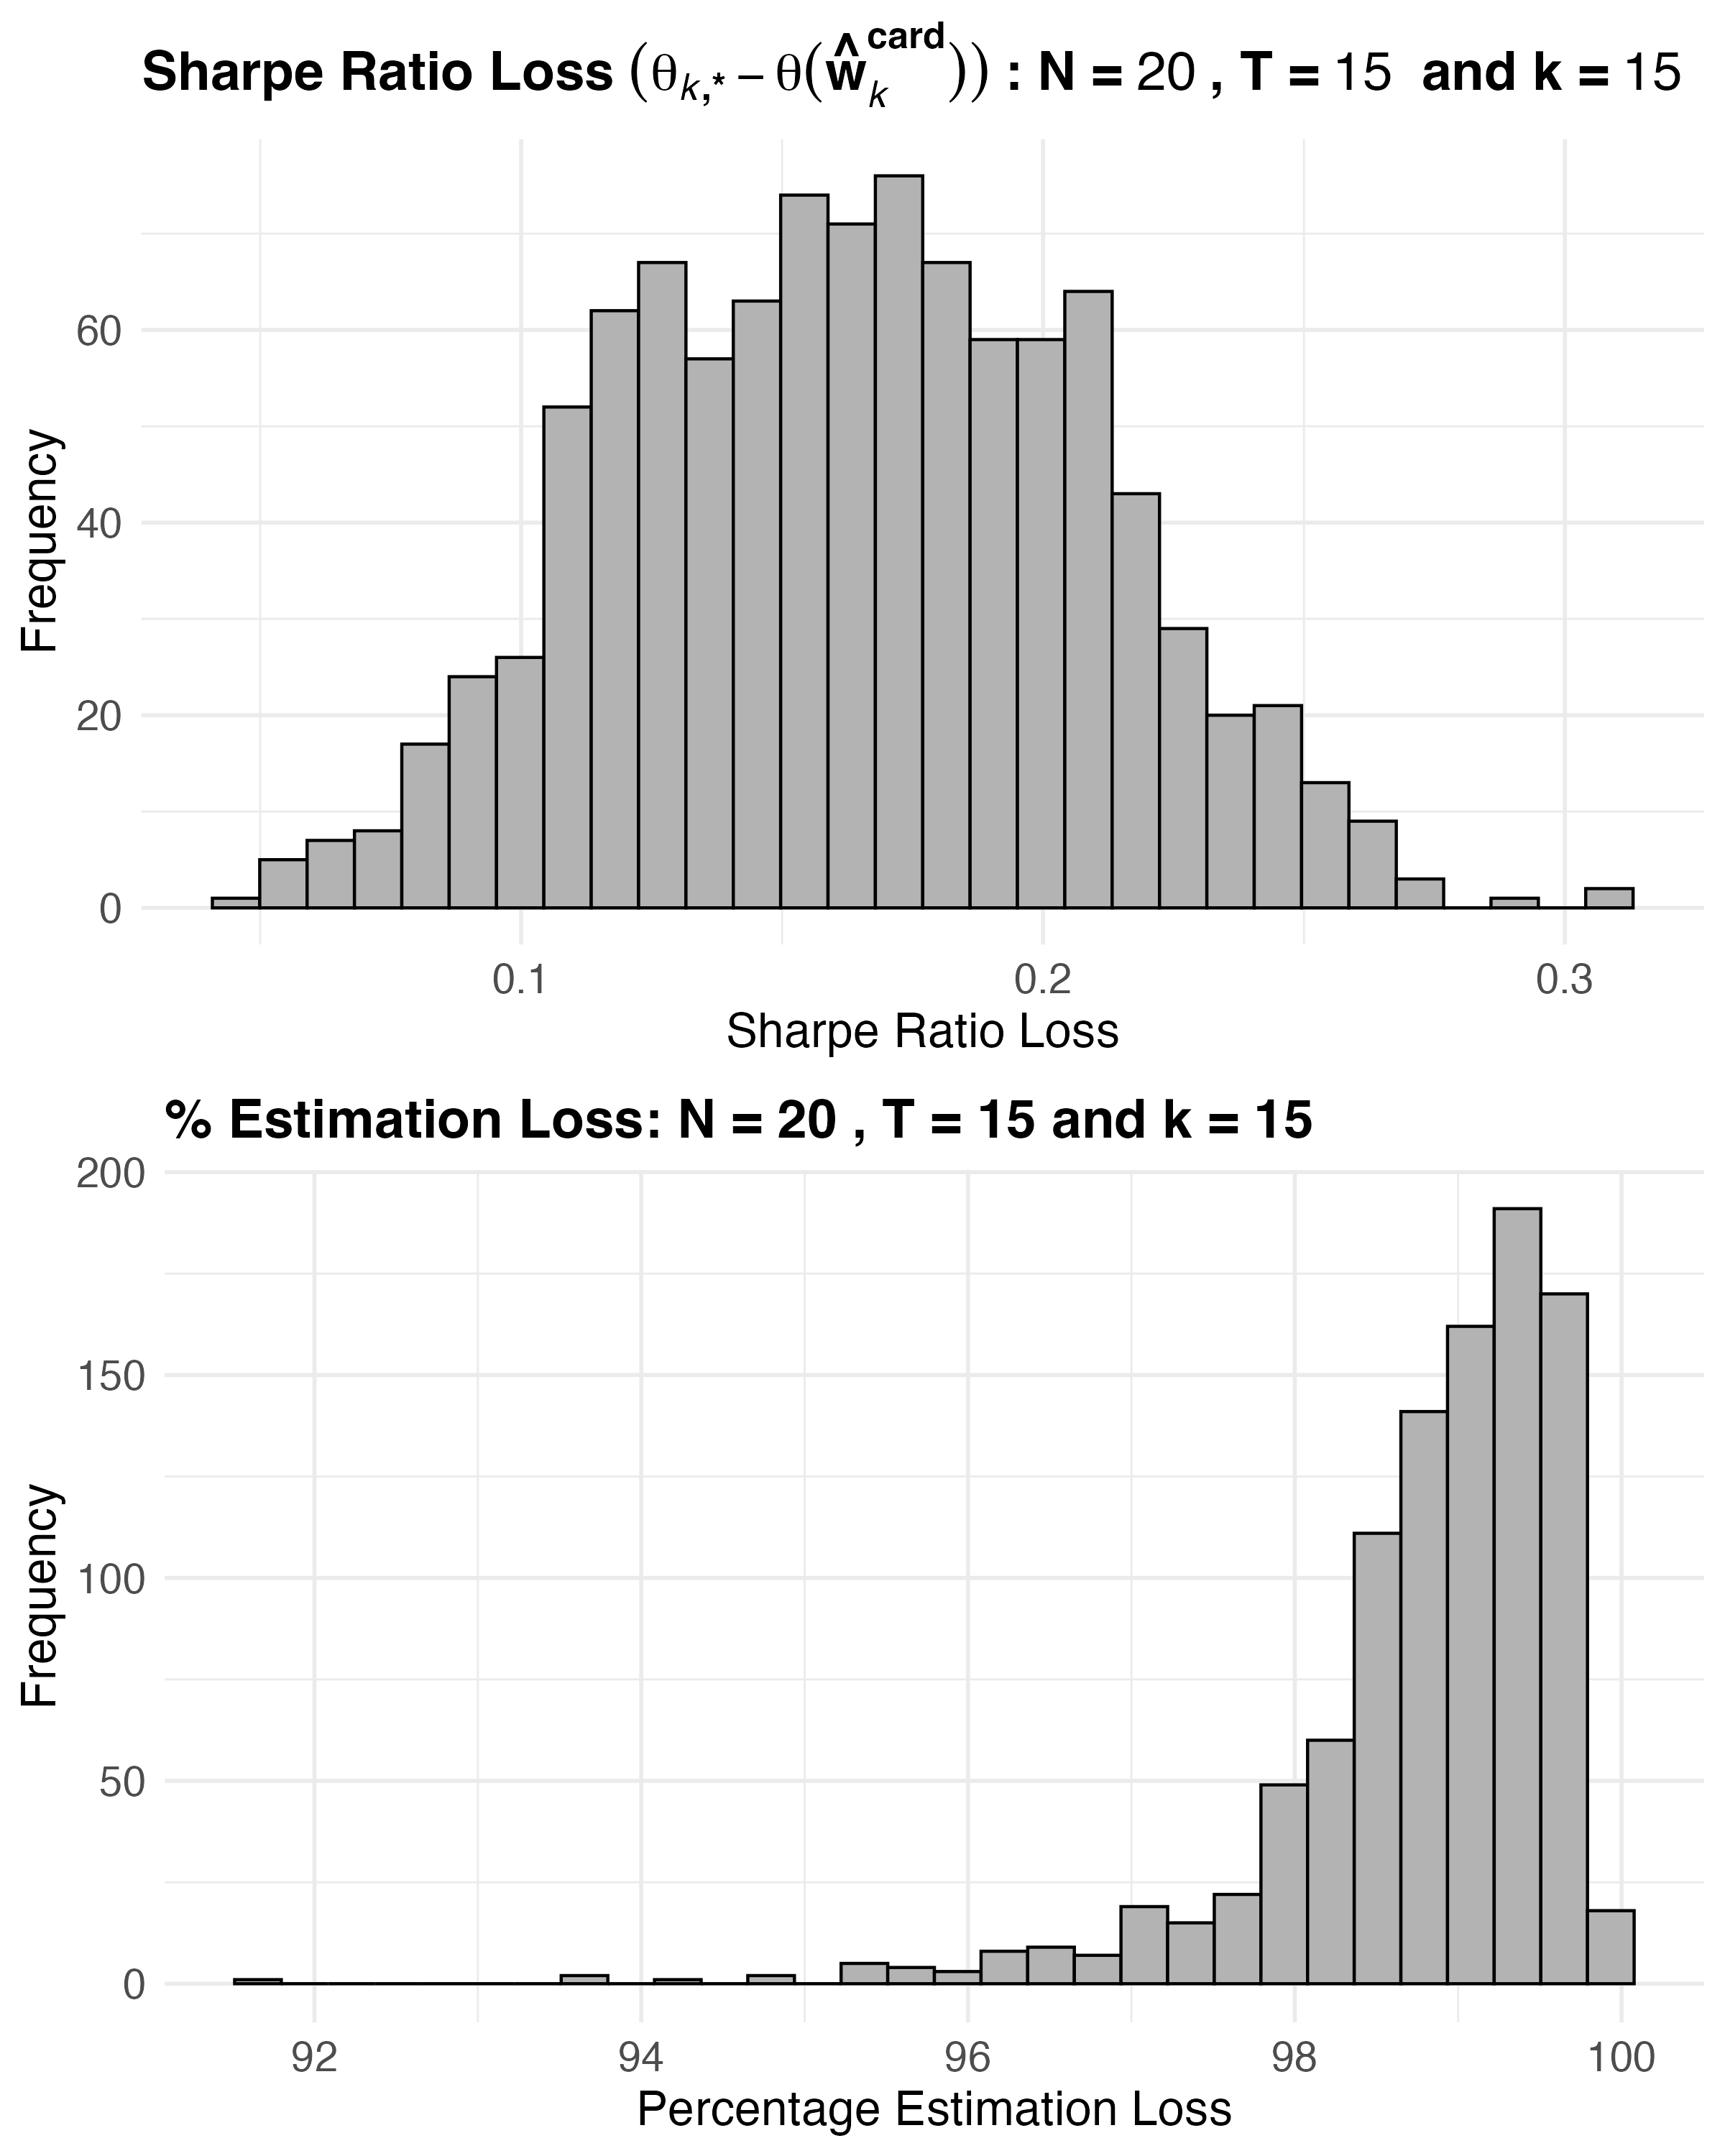 Sharpe Ratio Loss (θk,* − θ(ŵk^card)) : N = 20 , T = 15 and k = 15
60
40
20
0
Frequency
0.1 0.2 0.3
Sharpe Ratio Loss
% Estimation Loss: N = 20 , T = 15 and k = 15
200
150
100
50
0
Frequency
92 94 96 98 100
Percentage Estimation Loss